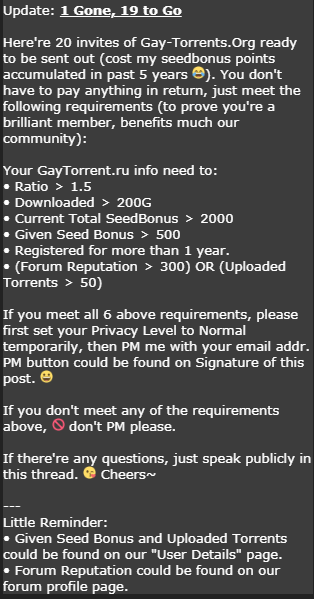 Update: 1 Gone, 19 to Go
Here're 20 invites of Gay-Torrents.Org ready
to be sent out (cost my seedbonus points
accumulated in past 5 years 😂). You don't
have to pay anything in return, just meet the
following requirements (to prove you're a
brilliant member, benefits much our
community):
Your GayTorrent.ru info need to:
• Ratio > 1.5
• Downloaded > 200G
• Current Total SeedBonus > 2000
• Given Seed Bonus > 500
• Registered for more than 1 year.
• (Forum Reputation > 300) OR (Uploaded
Torrents > 50)
If you meet all 6 above requirements, please
first set your Privacy Level to Normal
temporarily, then PM me with your email addr.
PM button could be found on Signature of this
post. 😀
If you don't meet any of the requirements
above, 🚫 don't PM please.
If there're any questions, just speak publicly in
this thread. 😘 Cheers~
---
Little Reminder:
• Given Seed Bonus and Uploaded Torrents
could be found on our "User Details" page.
• Forum Reputation could be found on our
forum profile page.